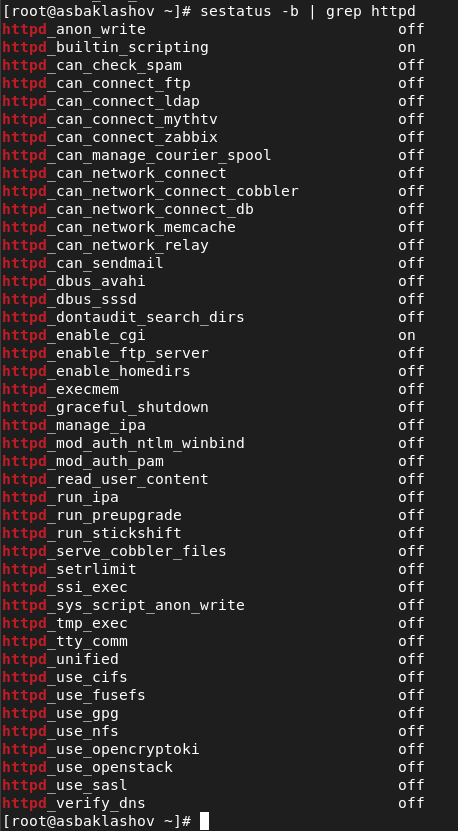 [root@asbaklashov ~]# sestatus -b | grep httpd
httpd_anon_write                            off
httpd_builtin_scripting                     on
httpd_can_check_spam                        off
httpd_can_connect_ftp                       off
httpd_can_connect_ldap                      off
httpd_can_connect_mythtv                    off
httpd_can_connect_zabbix                    off
httpd_can_manage_courier_spool              off
httpd_can_network_connect                   off
httpd_can_network_connect_cobbler           off
httpd_can_network_connect_db                off
httpd_can_network_memcache                  off
httpd_can_network_relay                     off
httpd_can_sendmail                          off
httpd_dbus_avahi                            off
httpd_dbus_sssd                             off
httpd_dontaudit_search_dirs                 off
httpd_enable_cgi                            on
httpd_enable_ftp_server                     off
httpd_enable_homedirs                       off
httpd_execmem                               off
httpd_graceful_shutdown                     off
httpd_manage_ipa                            off
httpd_mod_auth_ntlm_winbind                 off
httpd_mod_auth_pam                          off
httpd_read_user_content                     off
httpd_run_ipa                               off
httpd_run_preupgrade                        off
httpd_run_stickshift                        off
httpd_serve_cobbler_files                   off
httpd_setrlimit                             off
httpd_ssi_exec                              off
httpd_sys_script_anon_write                 off
httpd_tmp_exec                              off
httpd_tty_comm                              off
httpd_unified                               off
httpd_use_cifs                              off
httpd_use_fusefs                            off
httpd_use_gpg                               off
httpd_use_nfs                               off
httpd_use_opencryptoki                      off
httpd_use_openstack                         off
httpd_use_sasl                              off
httpd_verify_dns                            off
[root@asbaklashov ~]#